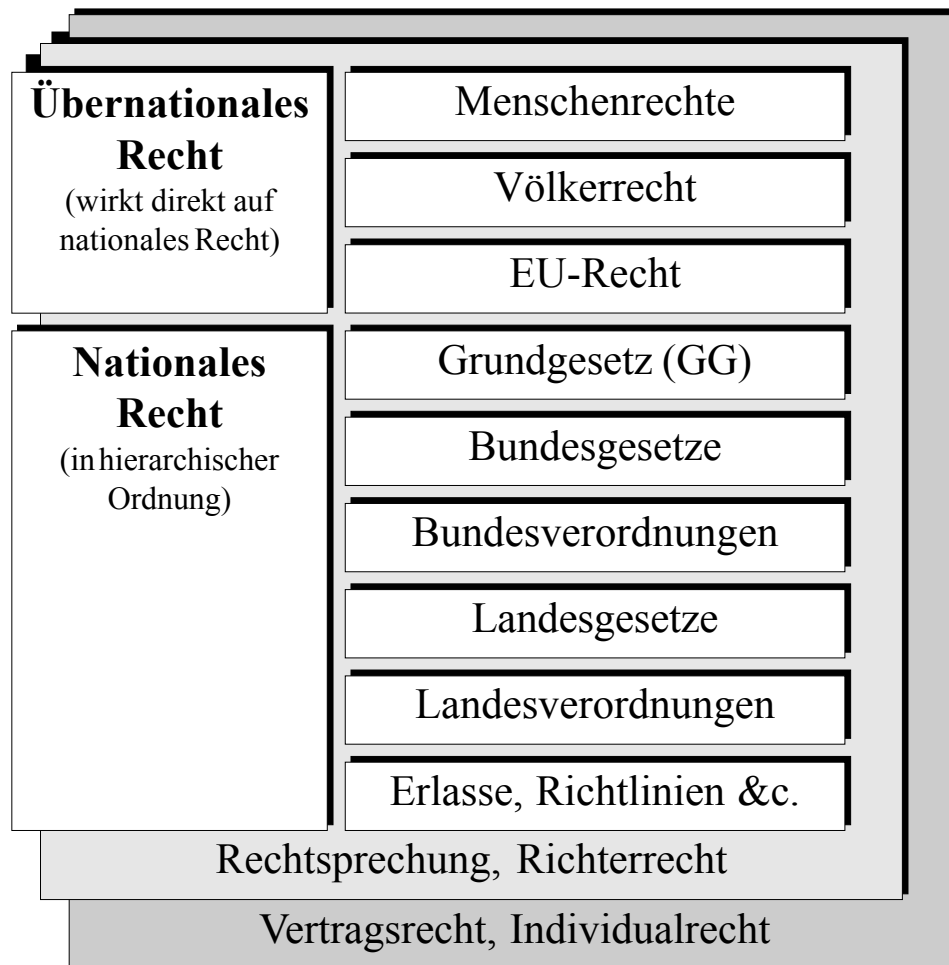 Übernationales
Recht
(wirkt direkt auf
nationales Recht)
Menschenrechte
Völkerrecht
EU-Recht
Nationales
Recht
(in hierarchischer
Ordnung)
Grundgesetz (GG)
Bundesgesetze
Bundesverordnungen
Landesgesetze
Landesverordnungen
Erlasse, Richtlinien &c.
Rechtsprechung, Richterrecht
Vertragsrecht, Individualrecht